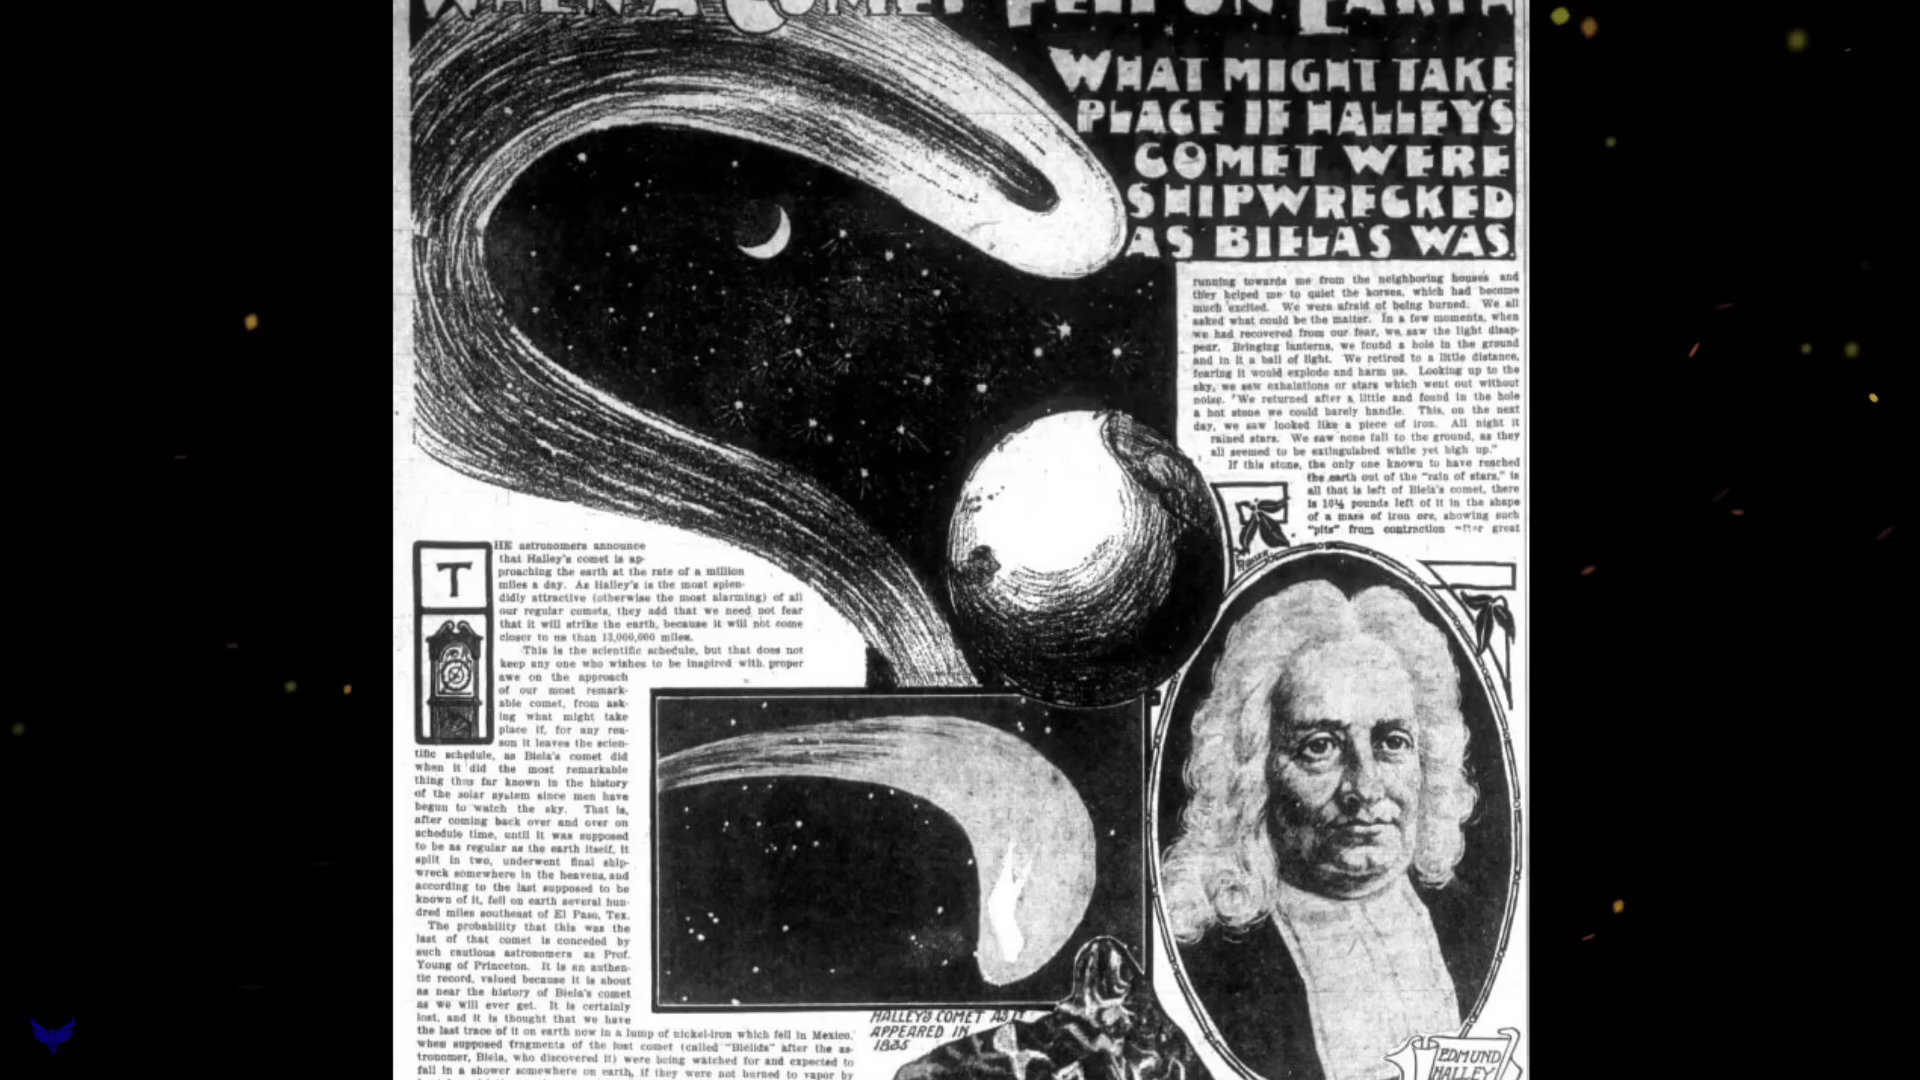 WHEN A COMET FELL ON EARTH
WHAT MIGHT TAKE
PLACE IF HALLEY'S
COMET WERE
SHIPWRECKED
AS BIELA'S WAS.
THE astronomers announce
that Halley's comet is ap-
proaching the earth at the rate of a million
miles a day. As Halley's is the most splen-
didly attractive (otherwise the most alarming) of all
our regular comets, they add that we need not fear
that it will strike the earth, because it will not come
closer to us than 13,000,000 miles.
This is the scientific schedule, but that does not
keep any one who wishes to be inspired with proper
awe on the approach
of our most remark-
able comet, from ask-
ing what might take
place if, for any rea-
son it leaves the scien-
tific schedule, as Biela's comet did
when it did the most remarkable
thing thus far known in the history
of the solar system since men have
begun to watch the sky. That is,
after coming back over and over on
schedule time, until it was supposed
to be as regular as the earth itself, it
split in two, underwent final ship-
wreck somewhere in the heavens, and
according to the last supposed to be
known of it, fell on earth several hun-
dred miles southeast of El Paso, Tex.
The probability that this was the
last of that comet is conceded by
such cautious astronomers as Prof.
Young of Princeton. It is an authen-
tic record, valued because it is about
as near the history of Biela's comet
as we will ever get. It is certainly
lost, and it is thought that we have
the last trace of it on earth now in a lump of nickel-iron which fell in Mexico,
when supposed fragments of the lost comet (called "Bielids" after the as-
tronomer, Biela, who discovered it) were being watched for and expected to
fall in a shower somewhere on earth, if they were not burned to vapor by
running towards me from the neighboring houses and
they helped me to quiet the horses, which had become
much excited. We were afraid of being burned. We all
asked what could be the matter. In a few moments, when
we had recovered from our fear, we saw the light disap-
pear. Bringing lanterns, we found a hole in the ground
and in it a ball of light. We retired to a little distance,
fearing it would explode and harm us. Looking up to the
sky, we saw exhalations or stars which went out without
noise. We returned after a little and found in the hole
a hot stone we could barely handle. This, on the next
day, we saw looked like a piece of iron. All night it
rained stars. We saw none fall to the ground, as they
all seemed to be extinguished while yet high up."
If this stone, the only one known to have reached
the earth out of the "rain of stars," is
all that is left of Biela's comet, there
is 10¼ pounds left of it in the shape
of a mass of iron ore, showing such
"pits" from contraction after great
HALLEY'S COMET AS IT
APPEARED IN
1835
EDMUND
HALLEY